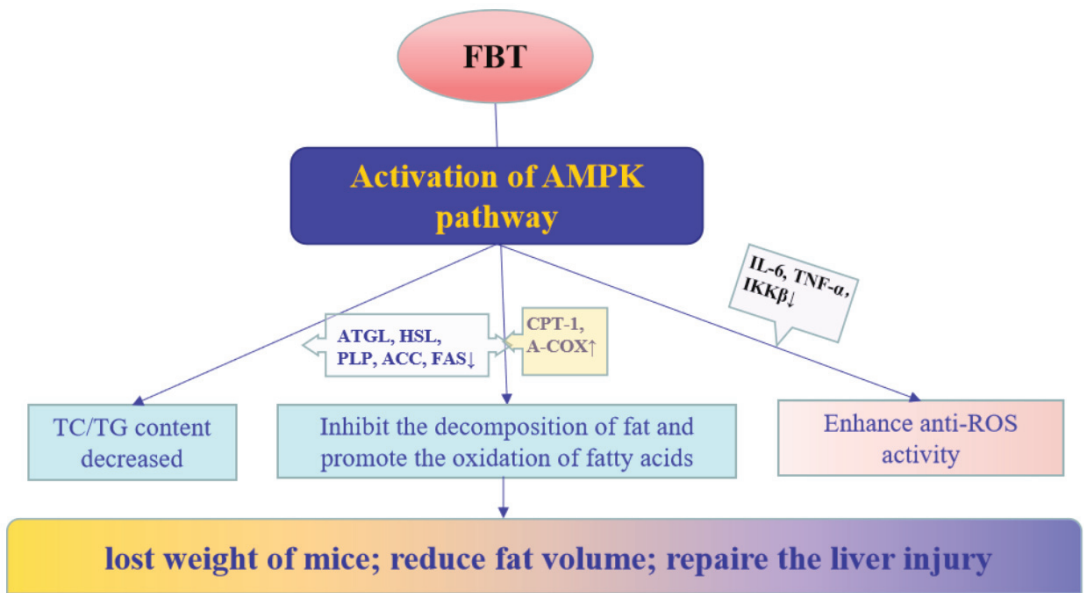 FBT
Activation of AMPK
pathway
IL-6, TNF-α,
IKKβ↓
ATGL, HSL,
PLP, ACC, FAS↓
CPT-1,
A-COX↑
TC/TG content
decreased
Inhibit the decomposition of fat and
promote the oxidation of fatty acids
Enhance anti-ROS
activity
lost weight of mice; reduce fat volume; repaire the liver injury